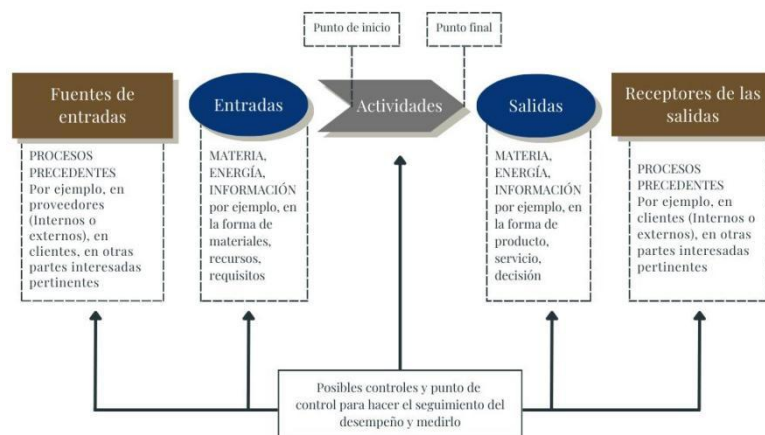 Punto de inicio
Punto final
Fuentes de
entradas
Entradas
Actividades
Salidas
Receptores de las
salidas
PROCESOS
PRECEDENTES
Por ejemplo, en
proveedores
(Internos o
externos), en
clientes, en otras
partes interesadas
pertinentes
MATERIA,
ENERGÍA,
INFORMACIÓN
por ejemplo, en
la forma de
materiales,
recursos,
requisitos
MATERIA,
ENERGÍA,
INFORMACIÓN
por ejemplo, en
la forma de
producto,
servicio,
decisión
PROCESOS
PRECEDENTES
Por ejemplo, en
clientes (Internos o
externos), en otras
partes interesadas
pertinentes
Posibles controles y punto de
control para hacer el seguimiento del
desempeño y medirlo